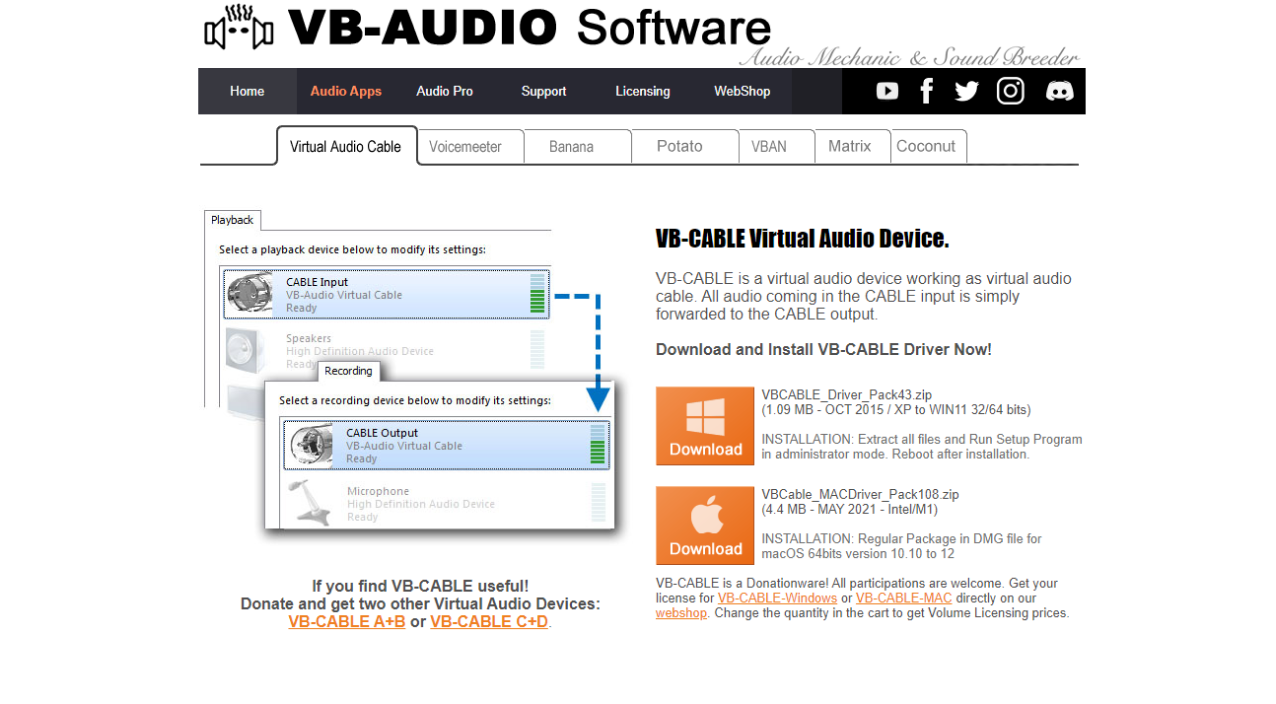 VB-AUDIO Software
Audio Mechanic & Sound Breeder
Home Audio Apps Audio Pro Support Licensing WebShop
Virtual Audio Cable Voicemeeter Banana Potato VBAN Matrix Coconut
Playback
Select a playback device below to modify its settings:
CABLE Input
VB-Audio Virtual Cable
Ready
Speakers
High Definition Audio Device
Ready
Recording
Select a recording device below to modify its settings:
CABLE Output
VB-Audio Virtual Cable
Ready
Microphone
High Definition Audio Device
Ready
If you find VB-CABLE useful!
Donate and get two other Virtual Audio Devices:
VB-CABLE A+B or VB-CABLE C+D.
VB-CABLE Virtual Audio Device.
VB-CABLE is a virtual audio device working as virtual audio
cable. All audio coming in the CABLE input is simply
forwarded to the CABLE output.
Download and Install VB-CABLE Driver Now!
Download
VBCABLE_Driver_Pack43.zip
(1.09 MB - OCT 2015 / XP to WIN11 32/64 bits)
INSTALLATION: Extract all files and Run Setup Program
in administrator mode. Reboot after installation.
Download
VBCable_MACDriver_Pack108.zip
(4.4 MB - MAY 2021 - Intel/M1)
INSTALLATION: Regular Package in DMG file for
macOS 64bits version 10.10 to 12
VB-CABLE is a Donationware! All participations are welcome. Get your
license for VB-CABLE-Windows or VB-CABLE-MAC directly on our
webshop. Change the quantity in the cart to get Volume Licensing prices.